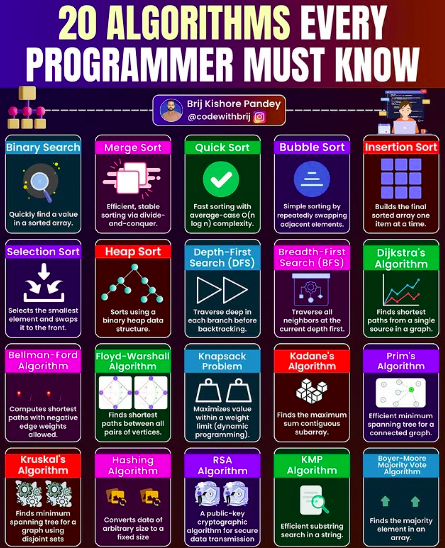 20 ALGORITHMS EVERY
PROGRAMMER MUST KNOW
Brij Kishore Pandey
@codewithbrij
Binary Search
Quickly find a value
in a sorted array.
Merge Sort
Efficient, stable
sorting via divide-
and-conquer.
Quick Sort
Fast sorting with
average-case O(n
log n) complexity.
Bubble Sort
Simple sorting by
repeatedly swapping
adjacent elements.
Insertion Sort
Builds the final
sorted array one
item at a time.
Selection Sort
Selects the smallest
element and swaps
it to the front.
Heap Sort
Sorts using a
binary heap data
structure.
Depth-First
Search (DFS)
Traverse deep in
each branch before
backtracking.
Breadth-First
Search (BFS)
Traverse all
neighbors at the
current depth first.
Dijkstra's
Algorithm
Finds shortest
paths from a single
source in a graph.
Bellman-Ford
Algorithm
Computes shortest
paths with negative
edge weights
allowed.
Floyd-Warshall
Algorithm
Finds shortest
paths between all
pairs of vertices.
Knapsack
Problem
Maximizes value
within a weight
limit (dynamic
programming).
Kadane's
Algorithm
Finds the maximum
sum contiguous
subarray.
Prim's
Algorithm
Efficient minimum
spanning tree for a
connected graph.
Kruskal's
Algorithm
Finds minimum
spanning tree for a
graph using
disjoint sets
Hashing
Algorithm
Converts data of
arbitrary size to a
fixed size
RSA
Algorithm
A public-key
cryptographic
algorithm for secure
data transmission
KMP
Algorithm
Efficient substring
search in a string.
Boyer-Moore
Majority Vote
Algorithm
Finds the majority
element in an
array.